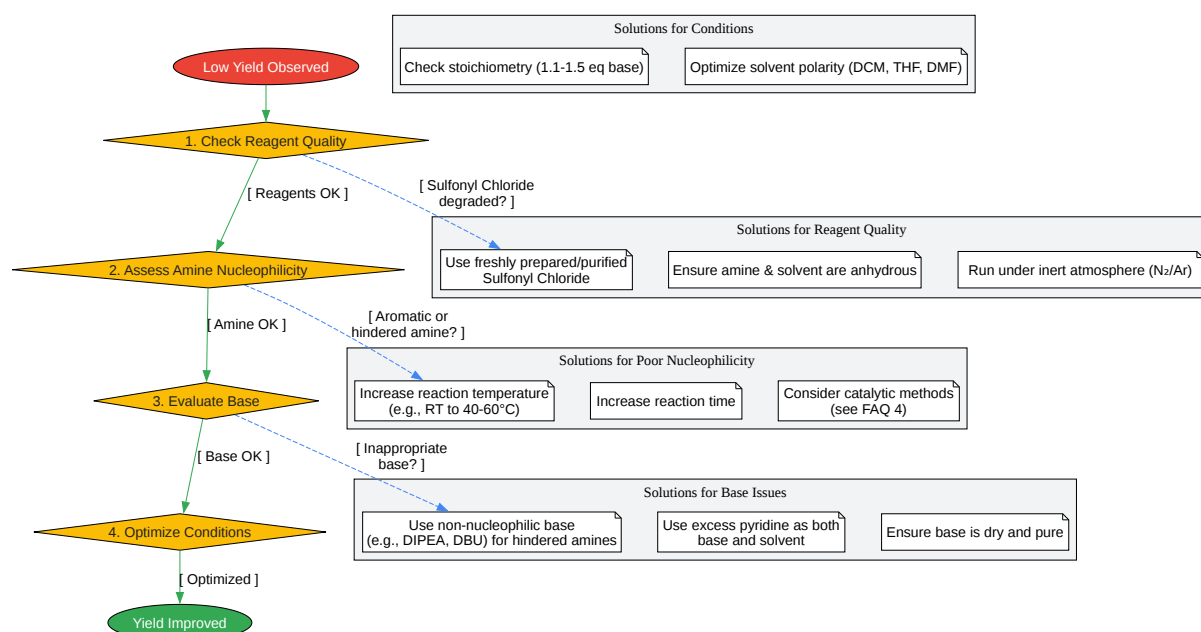 Solutions for Conditions
Low Yield Observed
Check stoichiometry (1.1-1.5 eq base)
Optimize solvent polarity (DCM, THF, DMF)
1. Check Reagent Quality
[ Reagents OK ]
[ Sulfonyl Chloride
degraded? ]
Solutions for Reagent Quality
Use freshly prepared/purified
Sulfonyl Chloride
Ensure amine & solvent are anhydrous
Run under inert atmosphere (N₂/Ar)
2. Assess Amine Nucleophilicity
[ Amine OK ]
[ Aromatic or
hindered amine? ]
Solutions for Poor Nucleophilicity
Increase reaction temperature
(e.g., RT to 40-60°C)
Increase reaction time
Consider catalytic methods
(see FAQ 4)
3. Evaluate Base
[ Base OK ]
[ Inappropriate
base? ]
Solutions for Base Issues
Use non-nucleophilic base
(e.g., DIPEA, DBU) for hindered amines
Use excess pyridine as both
base and solvent
Ensure base is dry and pure
4. Optimize Conditions
[ Optimized ]
Yield Improved